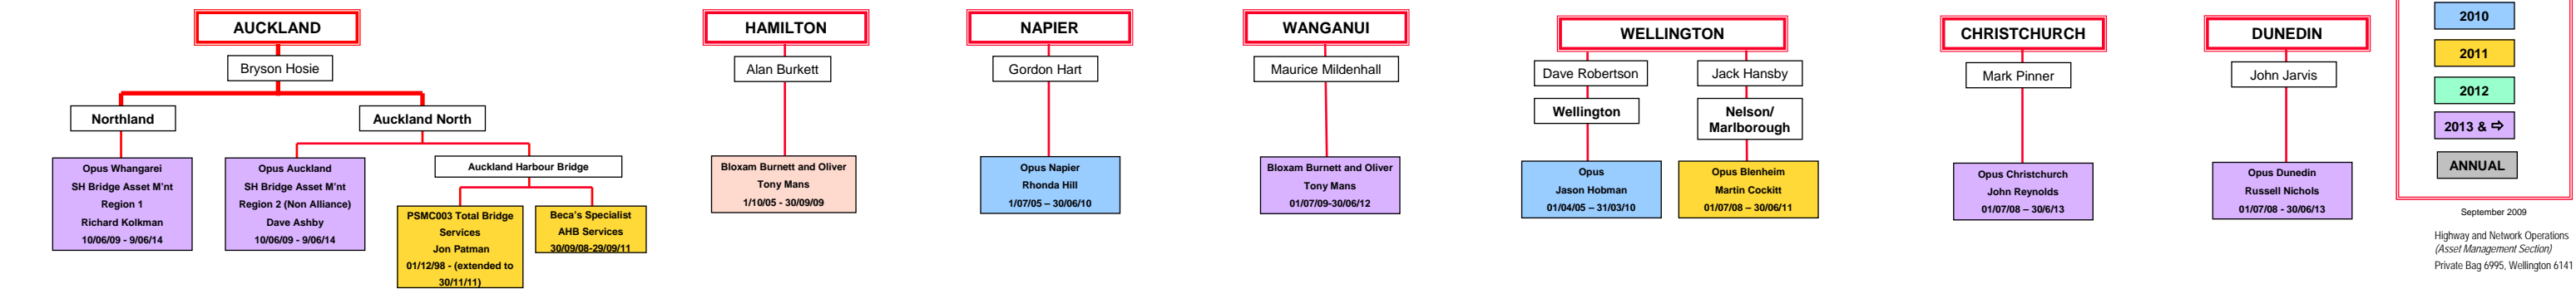 AUCKLAND
Bryson Hosie
Northland
Auckland North
Opus Whangarei
SH Bridge Asset M'nt
Region 1
Richard Kolkman
10/06/09 - 9/06/14
Opus Auckland
SH Bridge Asset M'nt
Region 2 (Non Alliance)
Dave Ashby
10/06/09 - 9/06/14
Auckland Harbour Bridge
PSMC003 Total Bridge
Services
Jon Patman
01/12/98 - (extended to
30/11/11)
Beca's Specialist
AHB Services
30/09/08-29/09/11
HAMILTON
Alan Burkett
Bloxam Burnett and Oliver
Tony Mans
1/10/05 - 30/09/09
NAPIER
Gordon Hart
Opus Napier
Rhonda Hill
1/07/05 – 30/06/10
WANGANUI
Maurice Mildenhall
Bloxam Burnett and Oliver
Tony Mans
01/07/09-30/06/12
WELLINGTON
Dave Robertson
Wellington
Opus
Jason Hobman
01/04/05 – 31/03/10
Jack Hansby
Nelson/
Marlborough
Opus Blenheim
Martin Cockitt
01/07/08 – 30/06/11
CHRISTCHURCH
Mark Pinner
Opus Christchurch
John Reynolds
01/07/08 – 30/6/13
DUNEDIN
John Jarvis
Opus Dunedin
Russell Nichols
01/07/08 - 30/06/13
2010
2011
2012
2013 & ⇨
ANNUAL
September 2009
Highway and Network Operations
(Asset Management Section)
Private Bag 6995, Wellington 6141